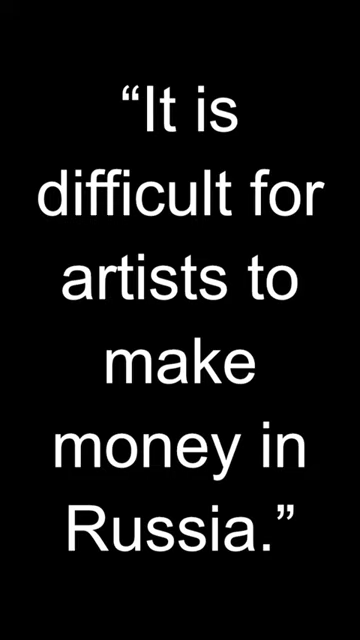 “It is
difficult for
artists to
make
money in
Russia.”